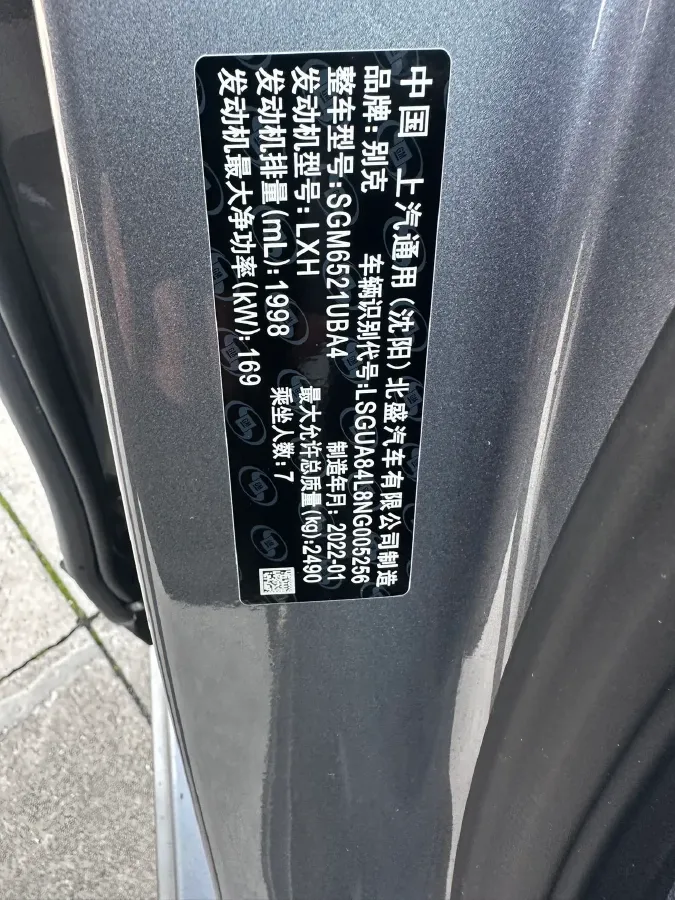 中国 上汽通用(沈阳)北盛汽车有限公司制造
品牌:别克 车辆识别代号:LSGUA84L8NG005256
整车型号:SGM6521UBA4 制造年月:2022-01
发动机型号:LXH 最大允许总质量(kg):2490
发动机排量(mL):1998 乘坐人数:7
发动机最大净功率(kW):169